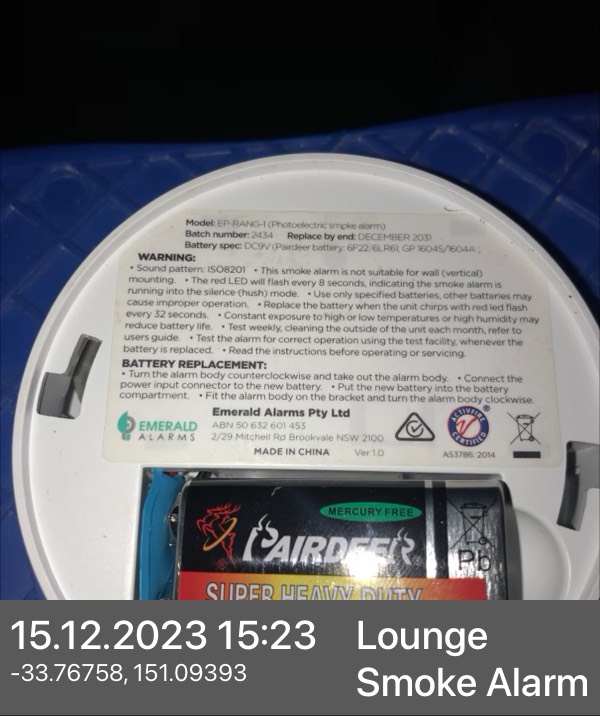 Model: EP-RANG-1 (Photoelectric smoke alarm)
Batch number: 2434 Replace by end: DECEMBER 2031
Battery spec: DC9V (Pairdeer battery: 6F22; 6LR61; GP 1604S/1604A;
WARNING:
• Sound pattern: ISO8201 • This smoke alarm is not suitable for wall (vertical)
mounting. • The red LED will flash every 8 seconds, indicating the smoke alarm is
running into the silence (hush) mode. • Use only specified batteries, other batteries may
cause improper operation. • Replace the battery when the unit chirps with red led flash
every 32 seconds. • Constant exposure to high or low temperatures or high humidity may
reduce battery life. • Test weekly, cleaning the outside of the unit each month, refer to
users guide. • Test the alarm for correct operation using the test facility, whenever the
battery is replaced. • Read the instructions before operating or servicing.
BATTERY REPLACEMENT:
• Turn the alarm body counterclockwise and take out the alarm body. • Connect the
power input connector to the new battery. • Put the new battery into the battery
compartment. • Fit the alarm body on the bracket and turn the alarm body clockwise.
EMERALD
ALARMS
Emerald Alarms Pty Ltd
ABN 50 632 601 453
2/29 Mitchell Rd Brookvale NSW 2100
MADE IN CHINA Ver 1.0
ACTIVFIRE
CERTIFIED
®
AS3786: 2014
MERCURY FREE
PAIRDEER
®
Pb
SUPER HEAVY DUTY
15.12.2023 15:23
-33.76758, 151.09393
Lounge
Smoke Alarm